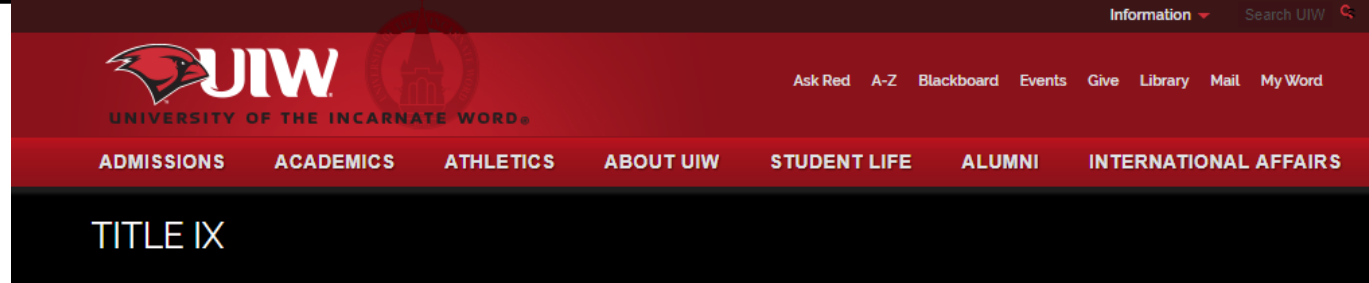 Information Search UIW
UIW
UNIVERSITY OF THE INCARNATE WORD®
Ask Red A-Z Blackboard Events Give Library Mail My Word
ADMISSIONS ACADEMICS ATHLETICS ABOUT UIW STUDENT LIFE ALUMNI INTERNATIONAL AFFAIRS
TITLE IX